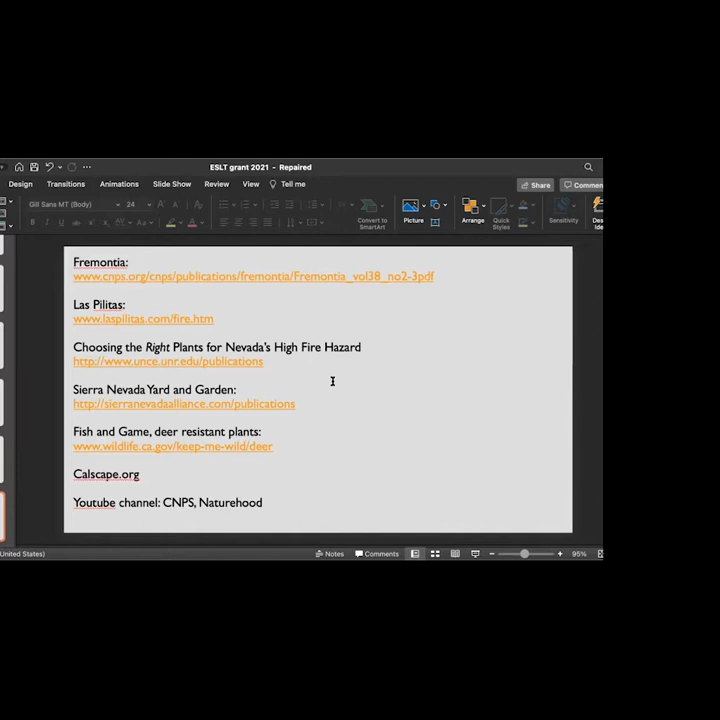 ESLT grant 2021 - Repaired
Design Transitions Animations Slide Show Review View Tell me Share
Gill Sans MT (Body) 24 Convert to SmartArt Picture Arrange Quick Styles Sensitivity
Fremontia:
www.cnps.org/cnps/publications/fremontia/Fremontia_vol38_no2-3pdf
Las Pilitas:
www.laspilitas.com/fire.htm
Choosing the Right Plants for Nevada's High Fire Hazard
http://www.unce.unr.edu/publications
Sierra Nevada Yard and Garden:
http://sierranevadaalliance.com/publications
Fish and Game, deer resistant plants:
www.wildlife.ca.gov/keep-me-wild/deer
Calscape.org
Youtube channel: CNPS, Naturehood
United States) Notes Comments 95%